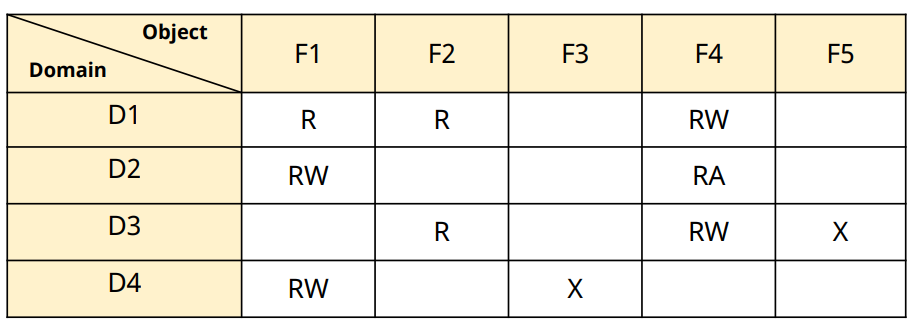 Object
Domain
F1 F2 F3 F4 F5
D1 R R RW
D2 RW RA
D3 R RW X
D4 RW X